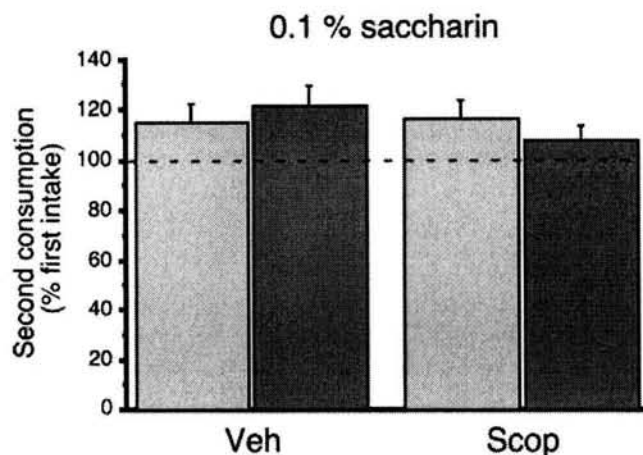 0.1 % saccharin
Second consumption
(% first intake)
140
120
100
80
60
40
20
0
Veh
Scop